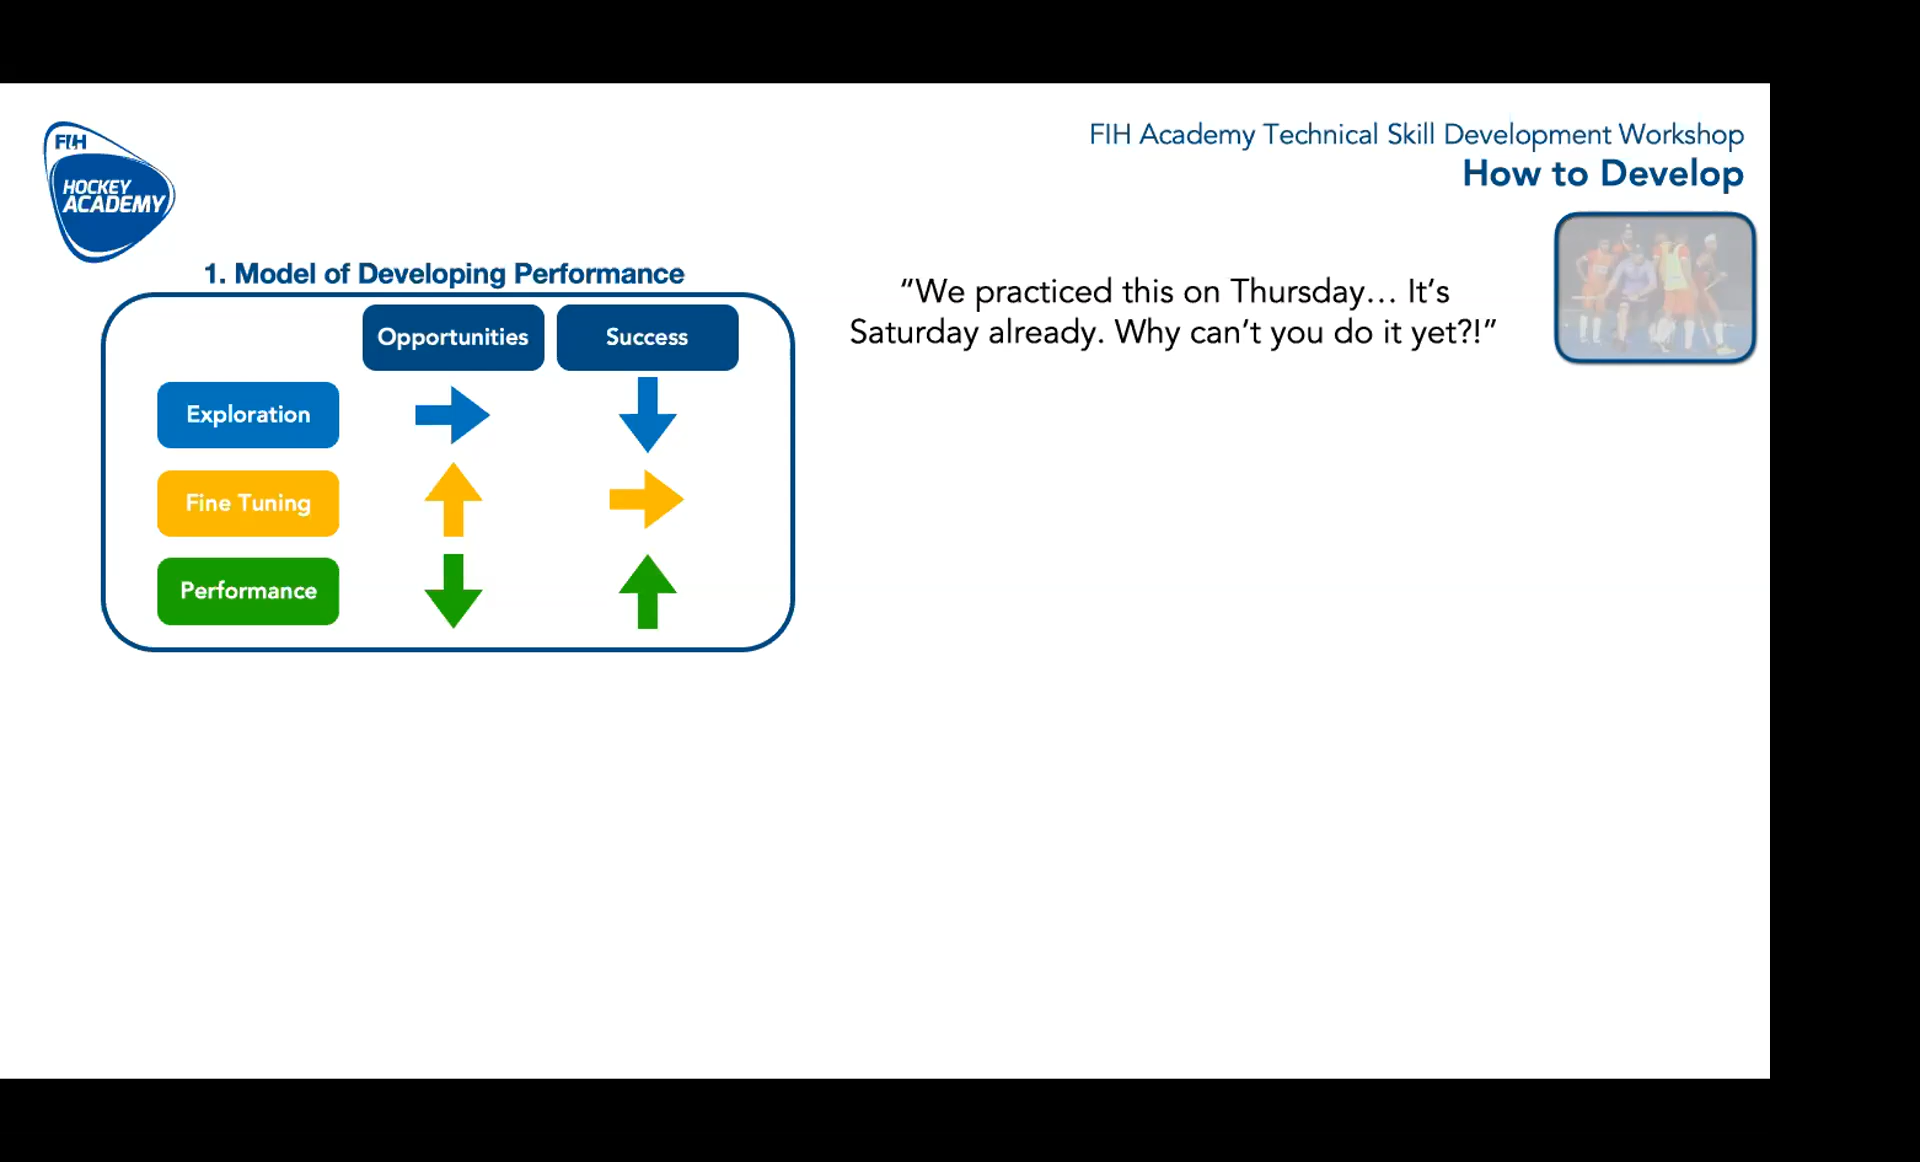 FIH
HOCKEY
ACADEMY
FIH Academy Technical Skill Development Workshop
How to Develop
1. Model of Developing Performance
Opportunities
Success
Exploration
Fine Tuning
Performance
“We practiced this on Thursday... It’s
Saturday already. Why can’t you do it yet?!”